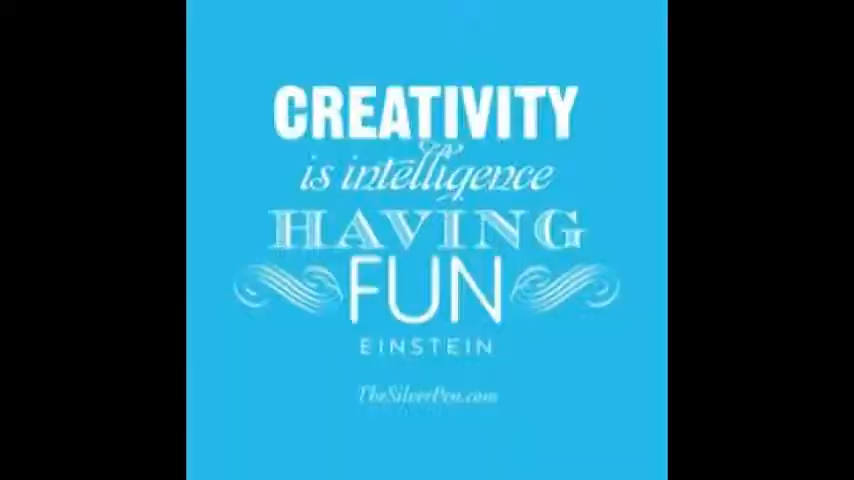 CREATIVITY
is intelligence
HAVING
FUN
EINSTEIN
TheSilverPen.com